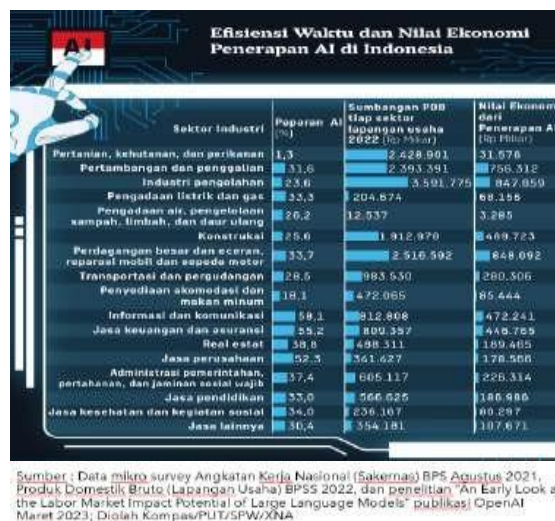 AI
Efisiensi Waktu dan Nilai Ekonomi
Penerapan AI di Indonesia
Sektor Industri
Paparan AI
(%)
Sumbangan PDB
tiap sektor
lapangan usaha
2022 (Rp Miliar)
Nilai Ekonomi
dari
Penerapan A
(Rp Miliar)
Pertanian, kehutanan, dan perikanan 1,3 2.428.901 31.576
Pertambangan dan penggalian 31,6 2.393.391 756.312
Industri pengolahan 23,6 3.591.775 847.659
Pengadaan listrik dan gas 33,3 204.674 68.156
Pengadaan air, pengelolaan
sampah, limbah, dan daur ulang 26,2 12.537 3.285
Konstruksi 25,6 1.912.978 489.723
Perdagangan besar dan eceran,
reparasi mobil dan sepeda motor 33,7 2.516.592 848.092
Transportasi dan pergudangan 28,5 983.530 280.306
Penyediaan akomodasi dan
makan minum 18,1 472.065 85.444
Informasi dan komunikasi 58,1 812.808 472.241
Jasa keuangan dan asuransi 55,2 809.357 446.765
Real estat 38,8 488.311 189.465
Jasa perusahaan 52,3 341.427 178.566
Administrasi pemerintahan,
pertahanan, dan jaminan sosial wajib 37,4 605.117 226.314
Jasa pendidikan 33,0 566.625 186.986
Jasa kesehatan dan kegiatan sosial 34,0 236.167 80.297
Jasa lainnya 30,4 354.181 107.671
Sumber : Data mikro survey Angkatan Kerja Nasional (Sakernas) BPS Agustus 2021,
Produk Domestik Bruto (Lapangan Usaha) BPSS 2022, dan penelitian "An Early Look a
the Labor Market Impact Potential of Large Language Models" publikasi OpenAI
Maret 2023; Diolah Kompas/PUT/SPW/XNA